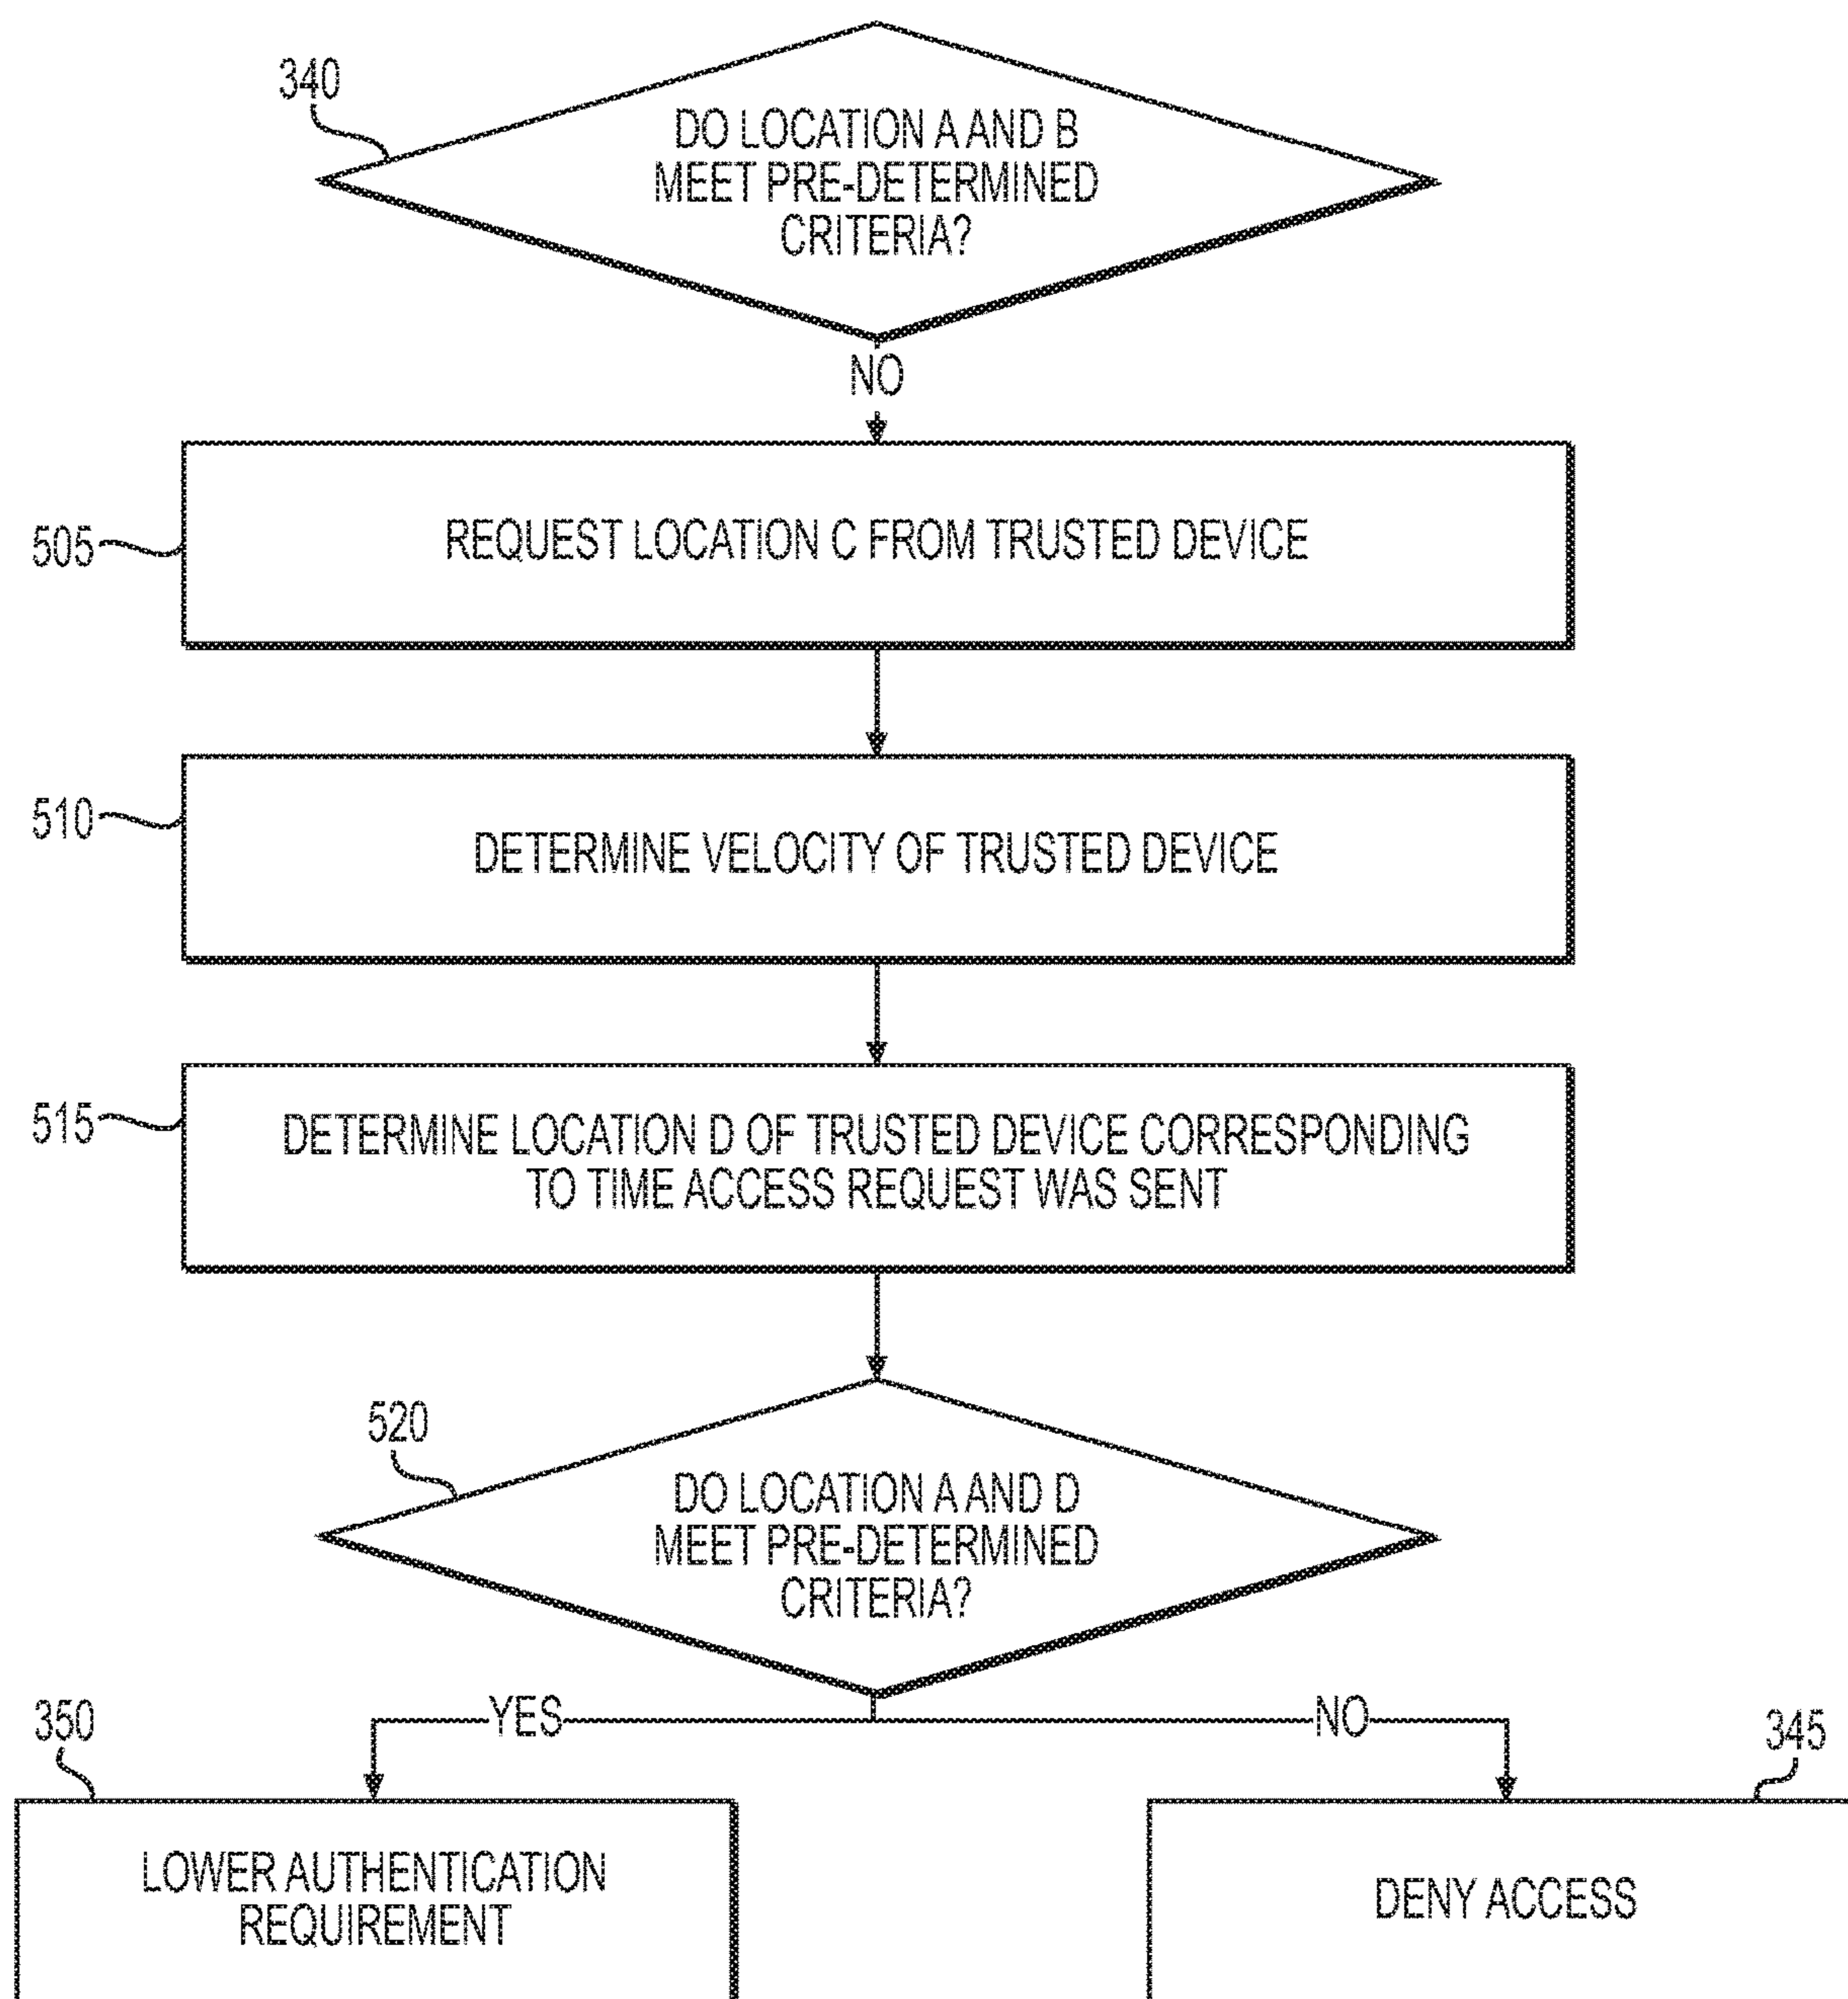 340
DO LOCATION A AND B
MEET PRE-DETERMINED
CRITERIA?
NO
505
REQUEST LOCATION C FROM TRUSTED DEVICE
510
DETERMINE VELOCITY OF TRUSTED DEVICE
515
DETERMINE LOCATION D OF TRUSTED DEVICE CORRESPONDING
TO TIME ACCESS REQUEST WAS SENT
520
DO LOCATION A AND D
MEET PRE-DETERMINED
CRITERIA?
YES
NO
350
345
LOWER AUTHENTICATION
REQUIREMENT
DENY ACCESS